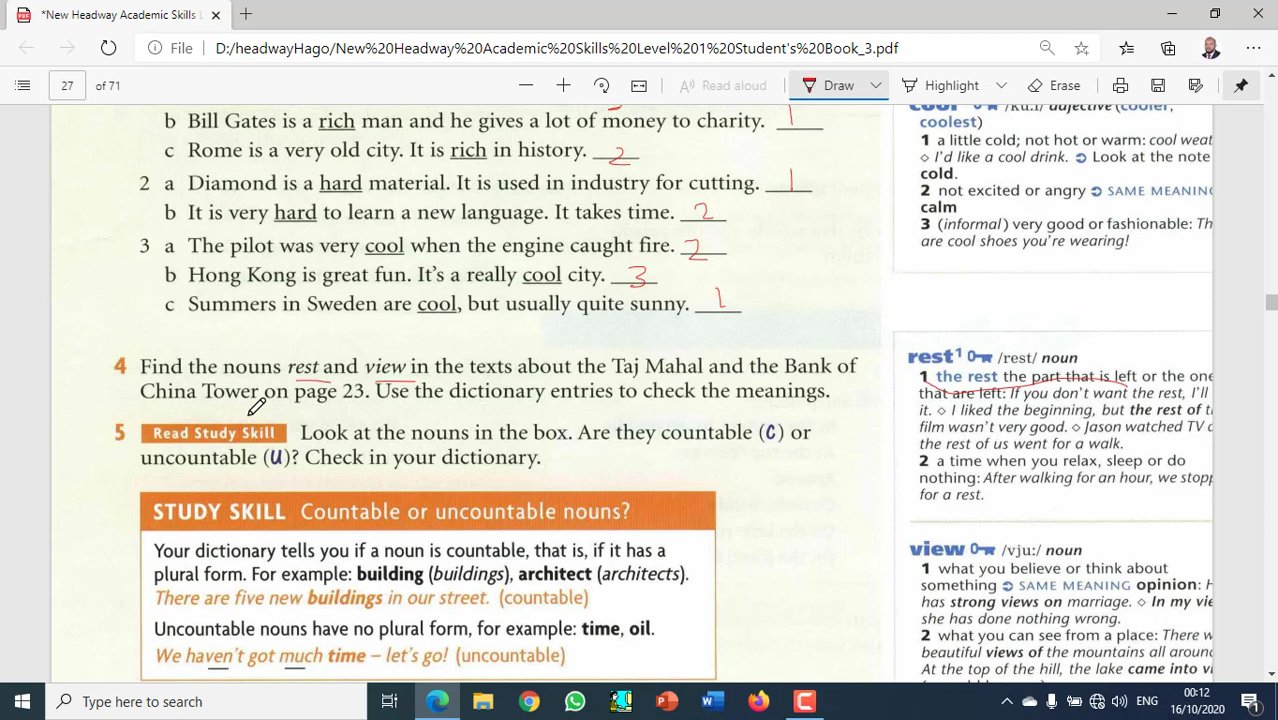 *New Headway Academic Skills L
File
D:/headwayHago/New%20Headway%20Academic%20Skills%20Level%201%20Student's%20Book_3.pdf
27 of 71
Read aloud
Draw
Highlight
Erase
b Bill Gates is a rich man and he gives a lot of money to charity. 1
c Rome is a very old city. It is rich in history. 2
2 a Diamond is a hard material. It is used in industry for cutting. 1
b It is very hard to learn a new language. It takes time. 2
3 a The pilot was very cool when the engine caught fire. 2
b Hong Kong is great fun. It's a really cool city. 3
c Summers in Sweden are cool, but usually quite sunny. 1
4 Find the nouns rest and view in the texts about the Taj Mahal and the Bank of
China Tower on page 23. Use the dictionary entries to check the meanings.
5 Read Study Skill Look at the nouns in the box. Are they countable (C) or
uncountable (U)? Check in your dictionary.
STUDY SKILL Countable or uncountable nouns?
Your dictionary tells you if a noun is countable, that is, if it has a
plural form. For example: building (buildings), architect (architects).
There are five new buildings in our street. (countable)
Uncountable nouns have no plural form, for example: time, oil.
We haven't got much time – let's go! (uncountable)
cool /kuːl/ adjective (cooler,
coolest)
1 a little cold; not hot or warm: cool weat
◇ I'd like a cool drink. Look at the note
cold.
2 not excited or angry SAME MEANING
calm
3 (informal) very good or fashionable: Th
are cool shoes you're wearing!
rest1 /rest/ noun
1 the rest the part that is left or the one
that are left: If you don't want the rest, I'll
it. ◇ I liked the beginning, but the rest of t
film wasn't very good. ◇ Jason watched TV a
the rest of us went for a walk.
2 a time when you relax, sleep or do
nothing: After walking for an hour, we stopp
for a rest.
view /vjuː/ noun
1 what you believe or think about
something SAME MEANING opinion: H
has strong views on marriage. ◇ In my vie
she has done nothing wrong.
2 what you can see from a place: There w
beautiful views of the mountains all aroun
At the top of the hill, the lake came into vi
Type here to search
ENG
00:12
16/10/2020